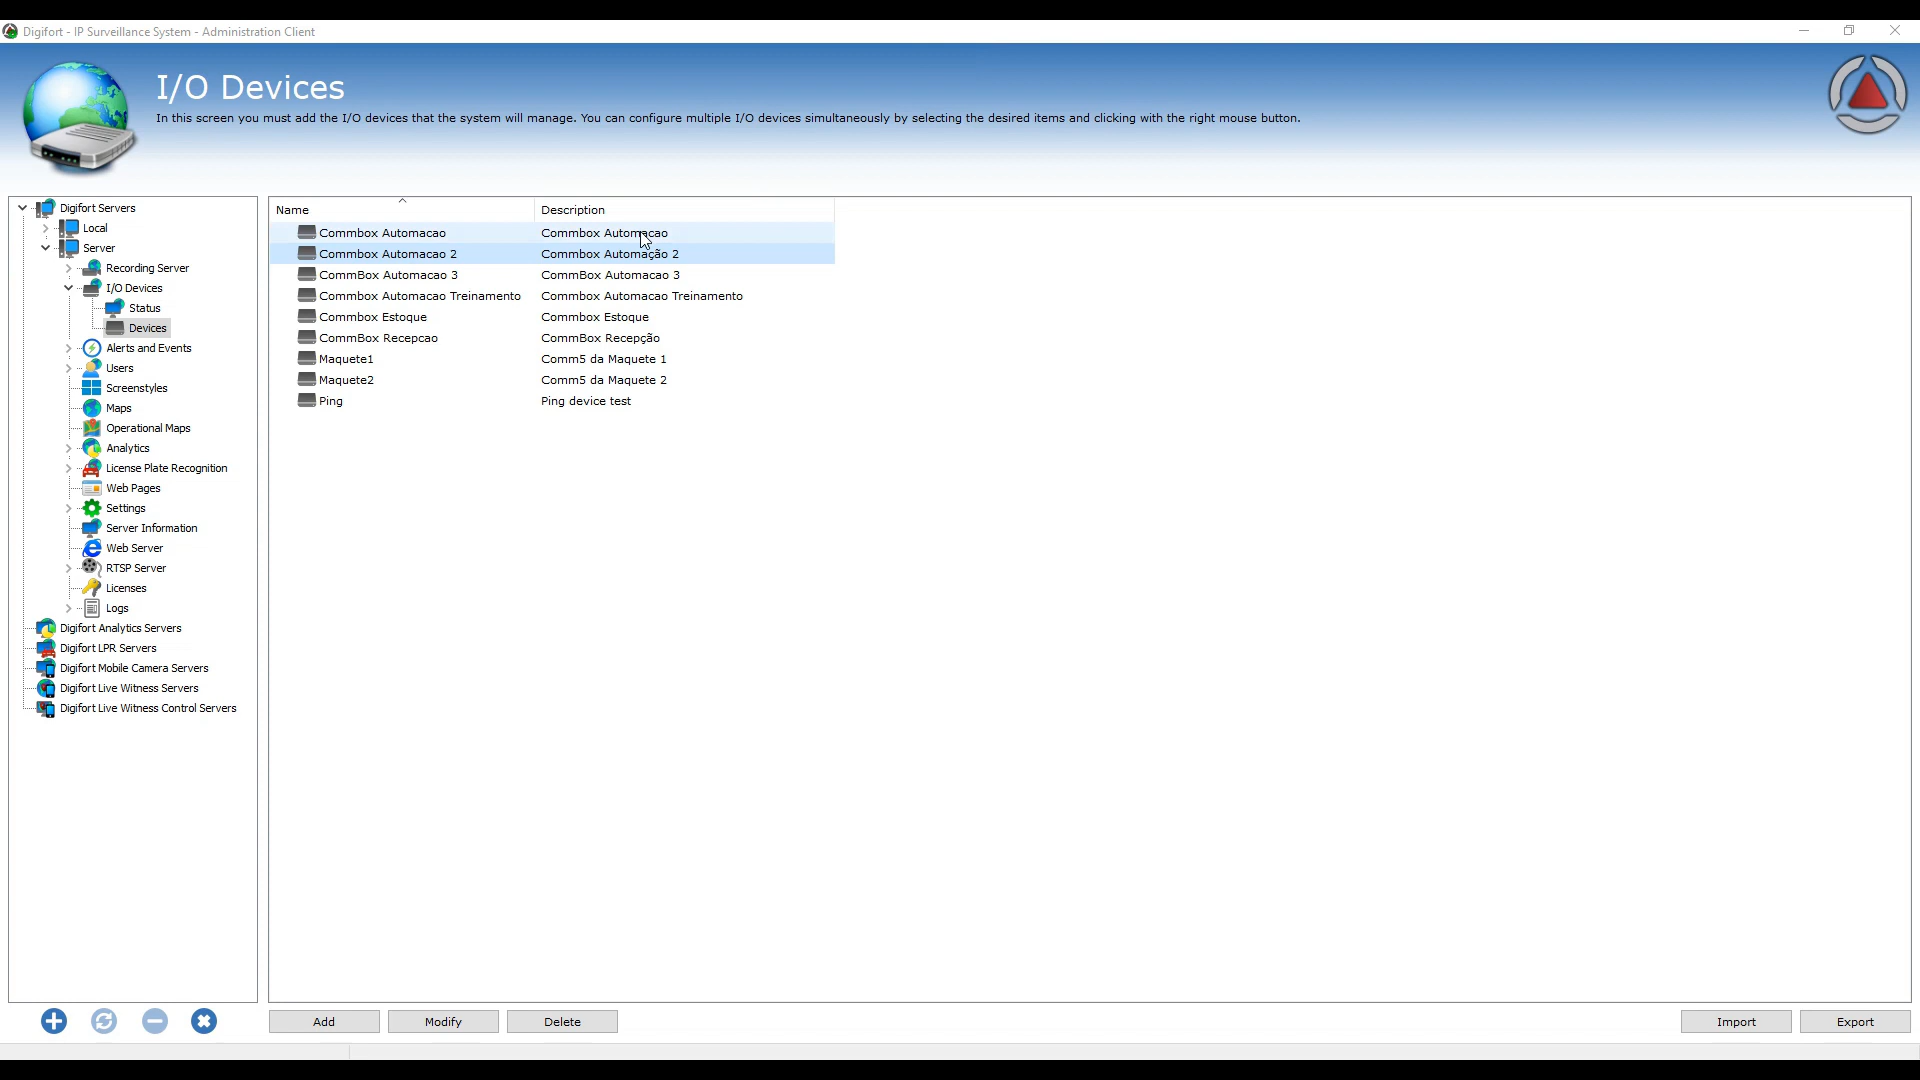 Digifort - IP Surveillance System - Administration Client
I/O Devices
In this screen you must add the I/O devices that the system will manage. You can configure multiple I/O devices simultaneously by selecting the desired items and clicking with the right mouse button.
Digifort Servers
Local
Server
Recording Server
I/O Devices
Status
Devices
Alerts and Events
Users
Screenstyles
Maps
Operational Maps
Analytics
License Plate Recognition
Web Pages
Settings
Server Information
Web Server
RTSP Server
Licenses
Logs
Digifort Analytics Servers
Digifort LPR Servers
Digifort Mobile Camera Servers
Digifort Live Witness Servers
Digifort Live Witness Control Servers
Name Description
Commbox Automacao Commbox Automacao
Commbox Automacao 2 Commbox Automação 2
CommBox Automacao 3 CommBox Automacao 3
Commbox Automacao Treinamento Commbox Automacao Treinamento
Commbox Estoque Commbox Estoque
CommBox Recepcao CommBox Recepção
Maquete1 Comm5 da Maquete 1
Maquete2 Comm5 da Maquete 2
Ping Ping device test
Add Modify Delete Import Export